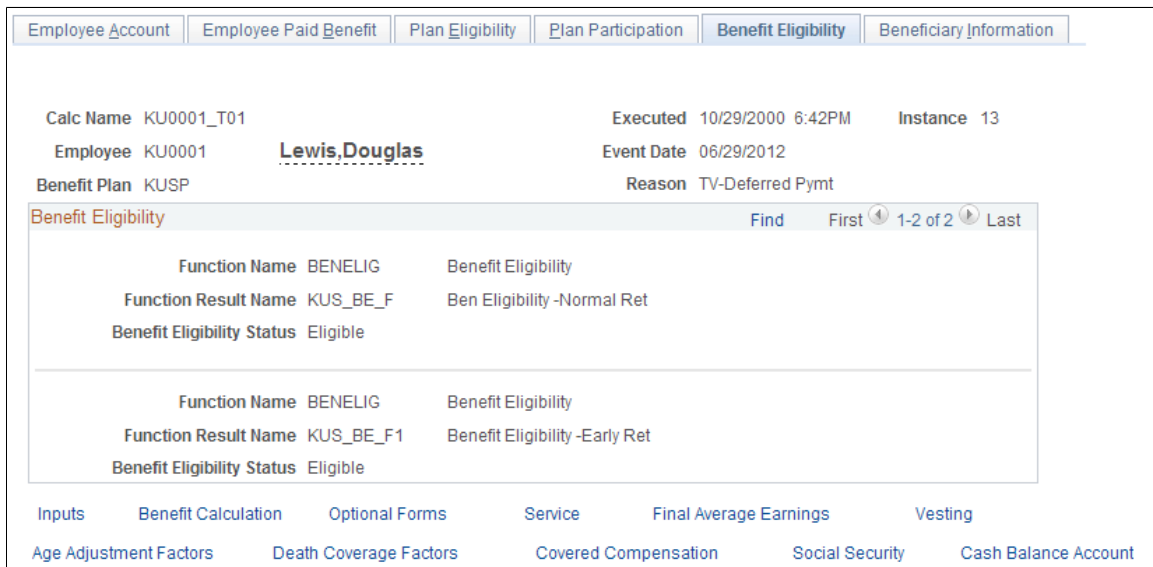 Employee Account Employee Paid Benefit Plan Eligibility Plan Participation Benefit Eligibility Beneficiary Information
Calc Name KU0001_T01 Executed 10/29/2000 6:42PM Instance 13
Employee KU0001 Lewis,Douglas Event Date 06/29/2012
Benefit Plan KUSP Reason TV-Deferred Pymt
Benefit Eligibility Find First 1-2 of 2 Last
Function Name BENELIG Benefit Eligibility
Function Result Name KUS_BE_F Ben Eligibility -Normal Ret
Benefit Eligibility Status Eligible
Function Name BENELIG Benefit Eligibility
Function Result Name KUS_BE_F1 Benefit Eligibility -Early Ret
Benefit Eligibility Status Eligible
Inputs Benefit Calculation Optional Forms Service Final Average Earnings Vesting
Age Adjustment Factors Death Coverage Factors Covered Compensation Social Security Cash Balance Account